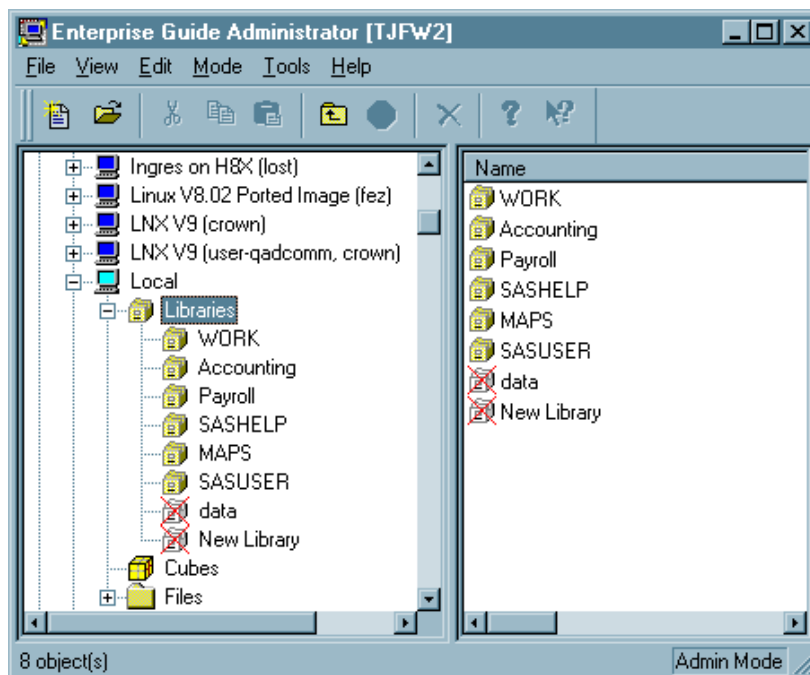 Enterprise Guide Administrator [TJFW2]
File View Edit Mode Tools Help
Ingres on H8X (lost)
Linux V8.02 Ported Image (fez)
LNX V9 (crown)
LNX V9 (user-qadcomm, crown)
Local
Libraries
WORK
Accounting
Payroll
SASHELP
MAPS
SASUSER
data
New Library
Cubes
Files
Name
WORK
Accounting
Payroll
SASHELP
MAPS
SASUSER
data
New Library
8 object(s)
Admin Mode